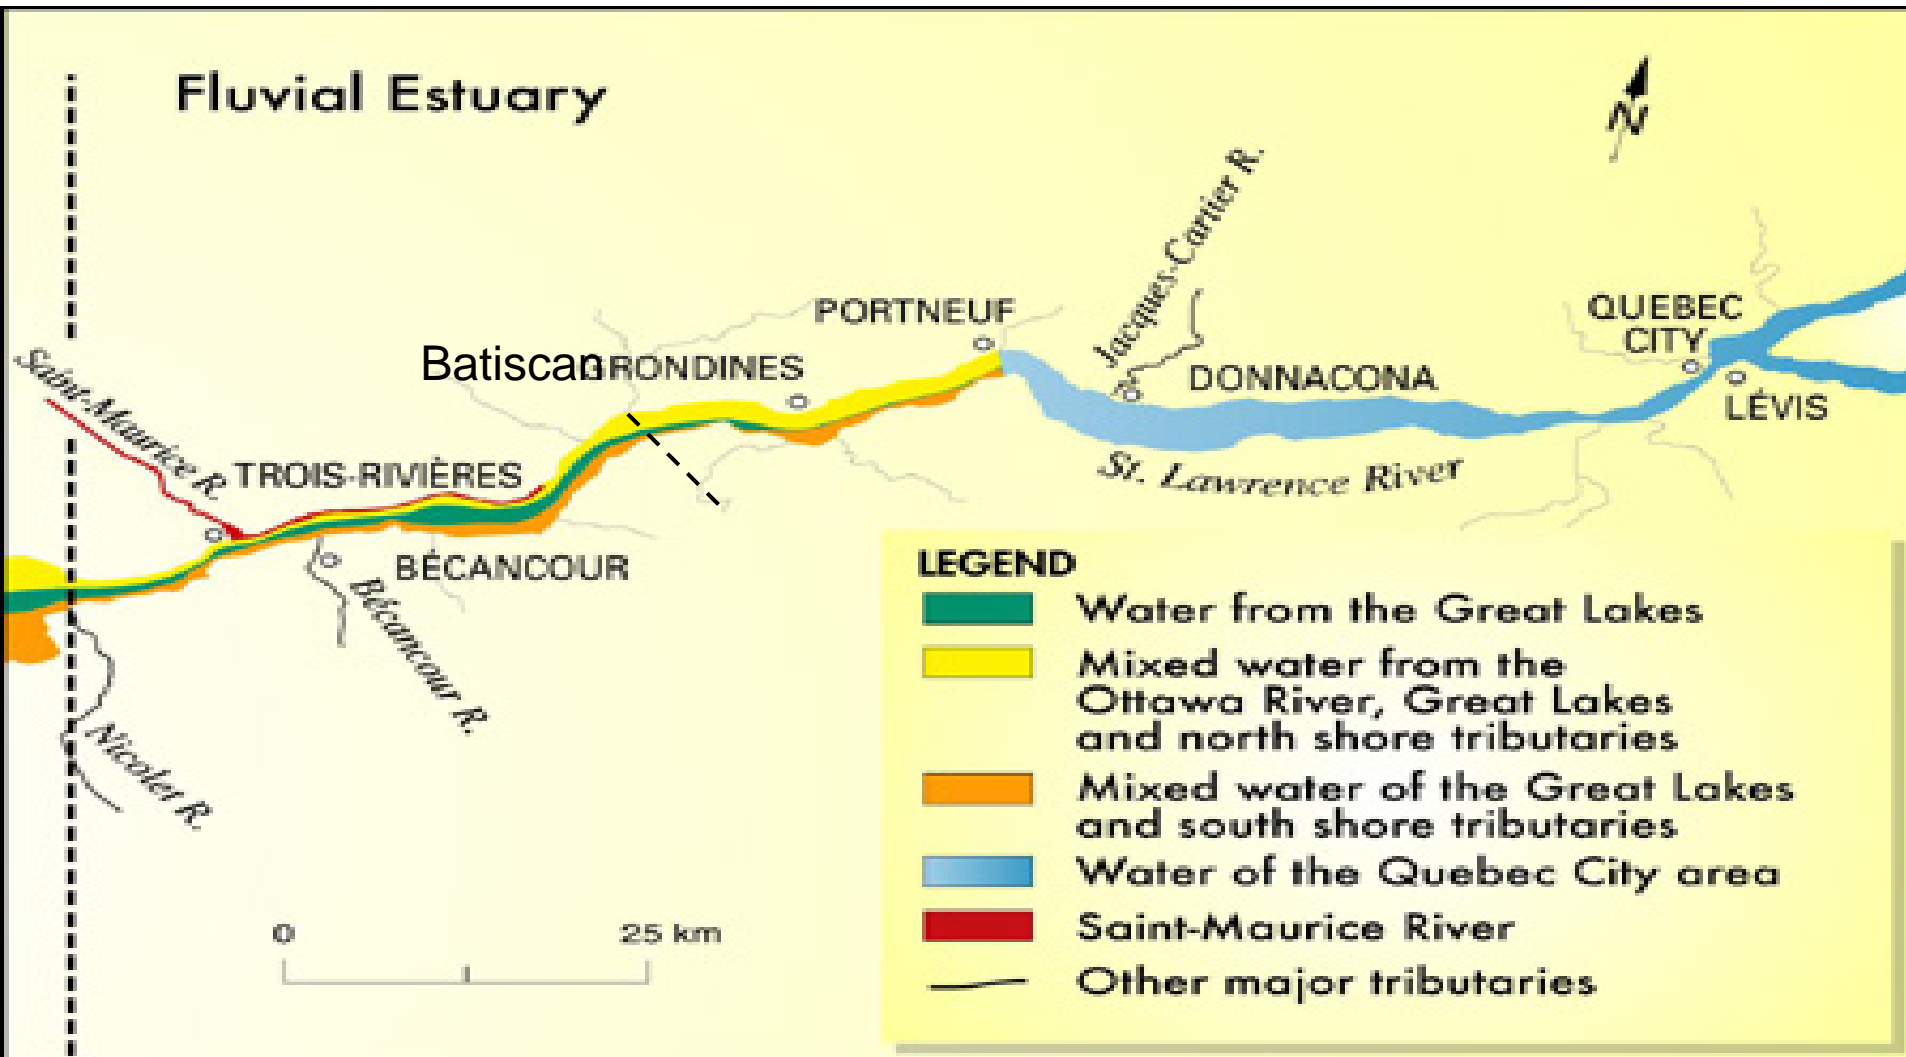 Fluvial Estuary
N
Jacques-Cartier R.
PORTNEUF
QUEBEC
CITY
Batiscan
GRONDINES
DONNACONA
LÉVIS
Saint-Maurice R.
TROIS-RIVIÈRES
St. Lawrence River
BÉCANCOUR
Bécancour R.
Nicolet R.
0
25 km
LEGEND
Water from the Great Lakes
Mixed water from the
Ottawa River, Great Lakes
and north shore tributaries
Mixed water of the Great Lakes
and south shore tributaries
Water of the Quebec City area
Saint-Maurice River
Other major tributaries